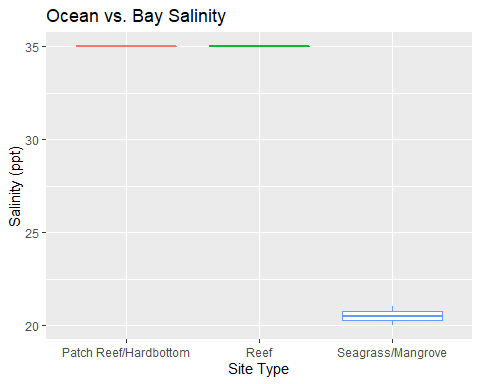 Ocean vs. Bay Salinity
Salinity (ppt)
35
30
25
20
Patch Reef/Hardbottom Reef Seagrass/Mangrove
Site Type